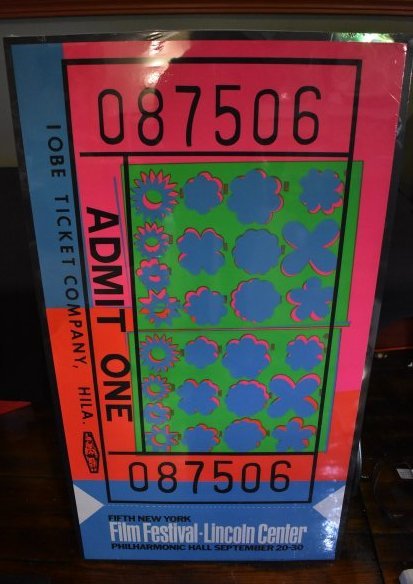 087506
IOBE TICKET COMPANY, HILA.
ADMIT ONE
087506
FIFTH NEW YORK
Film Festival-Lincoln Center
PHILHARMONIC HALL SEPTEMBER 20-30